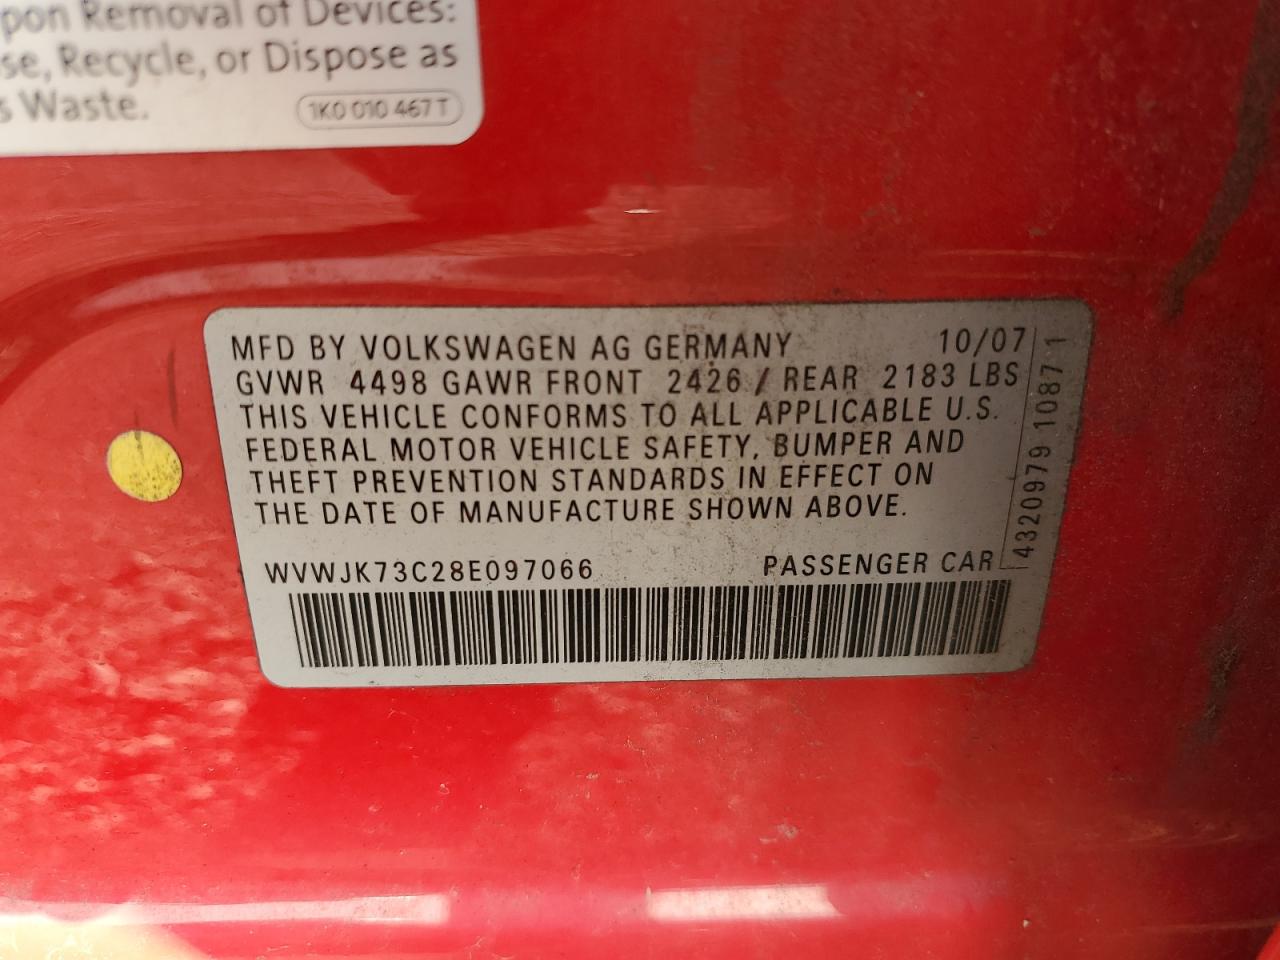 pon Removal of Devices:
se, Recycle, or Dispose as
s Waste.
1K0 010 467 T
MFD BY VOLKSWAGEN AG GERMANY 10/07
GVWR 4498 GAWR FRONT 2426 / REAR 2183 LBS
THIS VEHICLE CONFORMS TO ALL APPLICABLE U.S.
FEDERAL MOTOR VEHICLE SAFETY, BUMPER AND
THEFT PREVENTION STANDARDS IN EFFECT ON
THE DATE OF MANUFACTURE SHOWN ABOVE.
WVWJK73C28E097066 PASSENGER CAR
4320979 1087 1